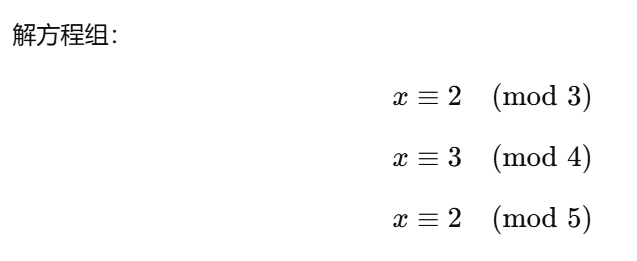 解方程组：
x ≡ 2 (mod 3)
x ≡ 3 (mod 4)
x ≡ 2 (mod 5)